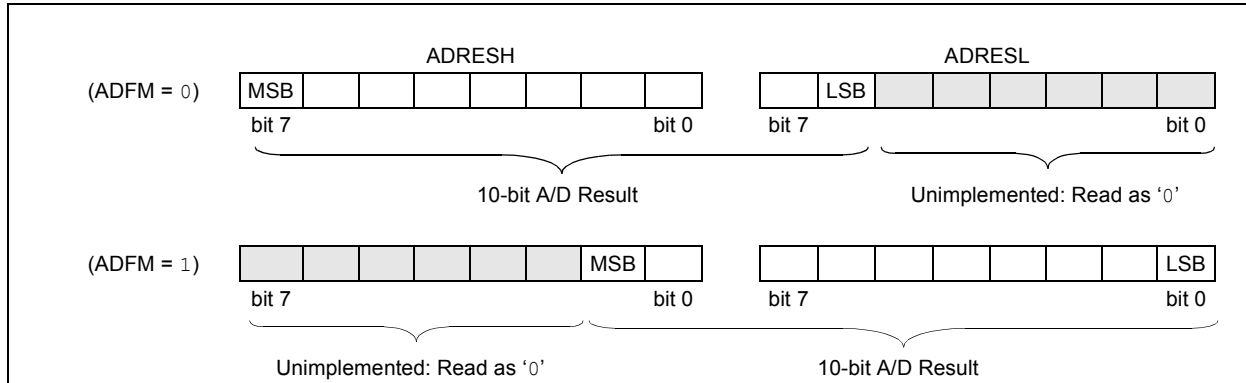 ADRESH ADRESL
(ADFM = 0) MSB LSB
bit 7 bit 0 bit 7 bit 0
10-bit A/D Result Unimplemented: Read as ‘0’
(ADFM = 1) MSB LSB
bit 7 bit 0 bit 7 bit 0
Unimplemented: Read as ‘0’ 10-bit A/D Result